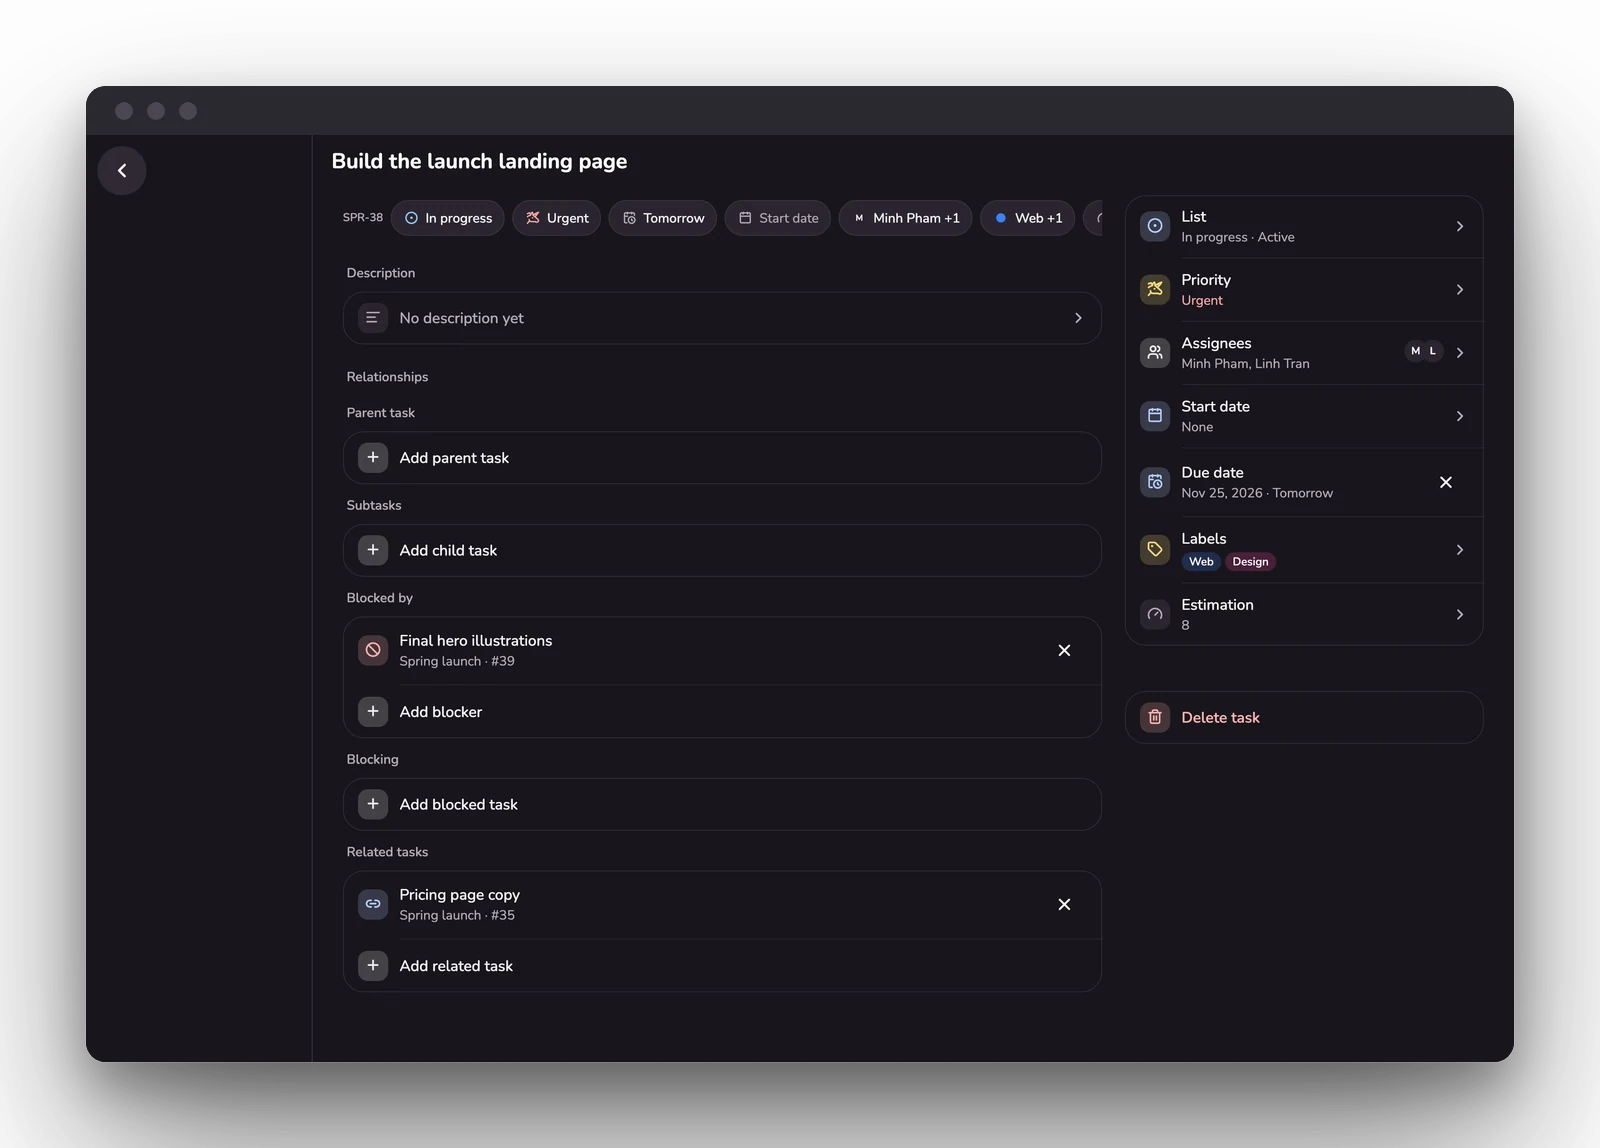 Build the launch landing page
SPR-38 In progress Urgent Tomorrow Start date M Minh Pham +1 Web +1
Description
No description yet
Relationships
Parent task
Add parent task
Subtasks
Add child task
Blocked by
Final hero illustrations
Spring launch · #39
Add blocker
Blocking
Add blocked task
Related tasks
Pricing page copy
Spring launch · #35
Add related task
List
In progress · Active
Priority
Urgent
Assignees
Minh Pham, Linh Tran
M L
Start date
None
Due date
Nov 25, 2026 · Tomorrow
Labels
Web Design
Estimation
8
Delete task